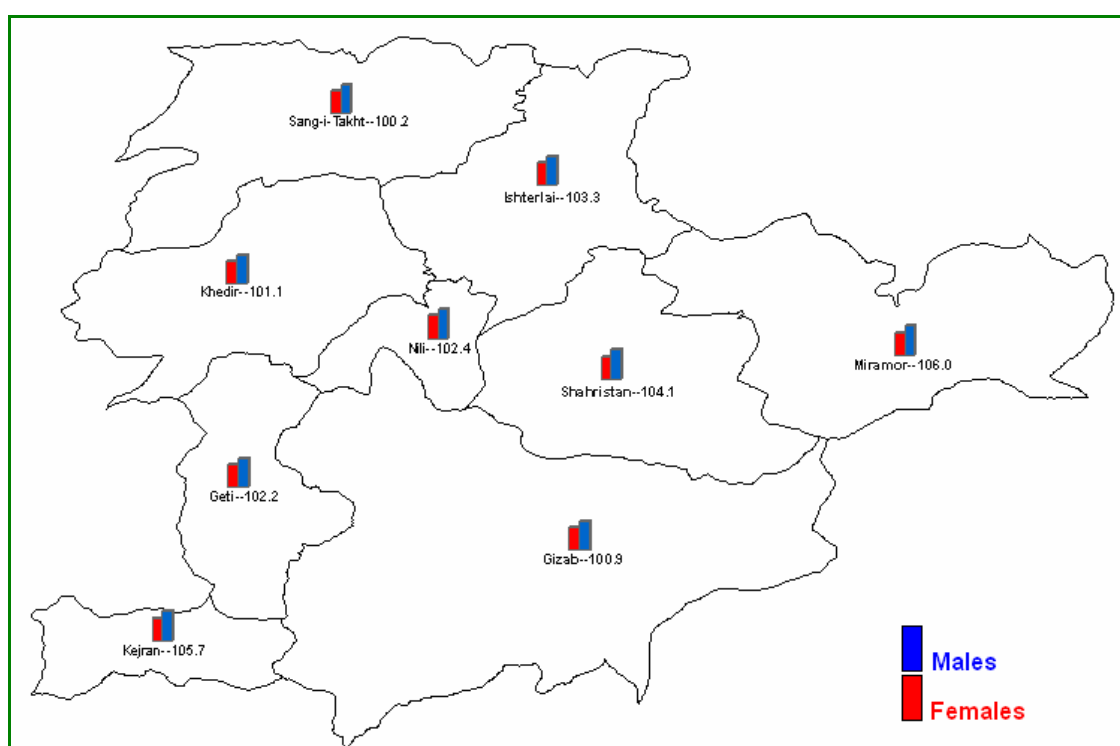 Sang-i-Takht--100.2
Ishterlai--103.3
Khedir--101.1
Nili--102.4
Shahristan--104.1
Miramor--106.0
Geti--102.2
Gizab--100.9
Kejran--105.7
Males
Females